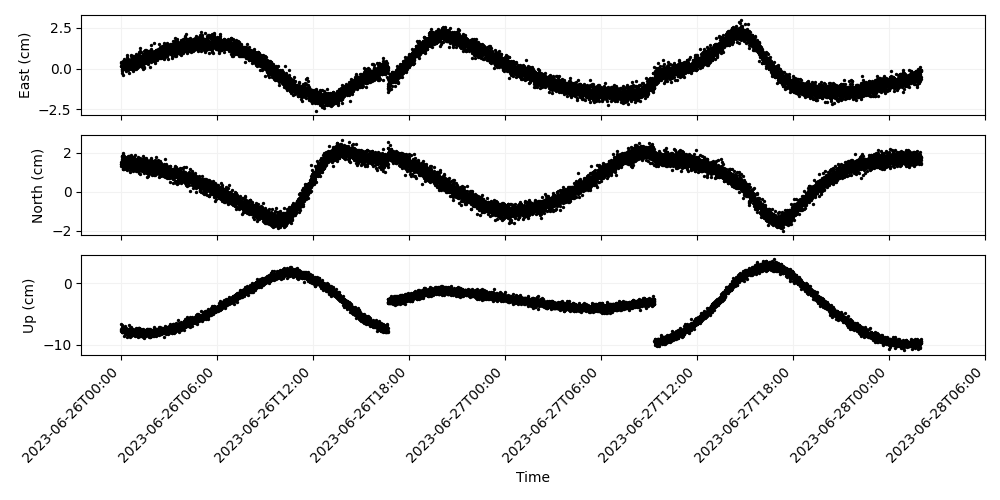 East (cm)
2.5
0.0
−2.5
North (cm)
2
0
−2
Up (cm)
0
−10
2023-06-26T00:00
2023-06-26T06:00
2023-06-26T12:00
2023-06-26T18:00
2023-06-27T00:00
2023-06-27T06:00
2023-06-27T12:00
2023-06-27T18:00
2023-06-28T00:00
2023-06-28T06:00
Time